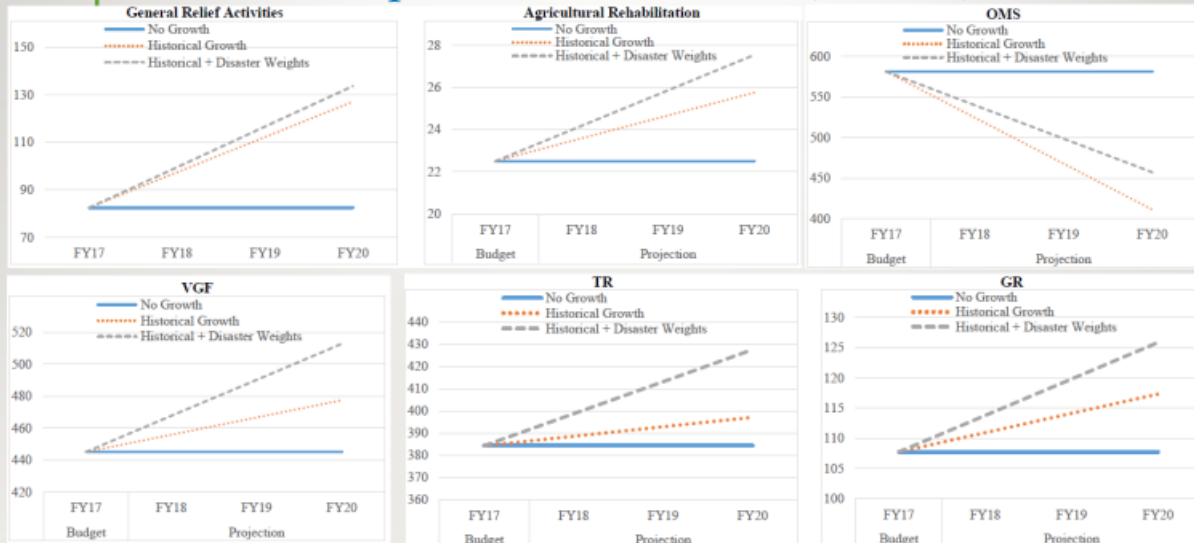 General Relief Activities
No Growth
Historical Growth
Historical + Disaster Weights
150
130
110
90
70
FY17 FY18 FY19 FY20
Agricultural Rehabilitation
No Growth
Historical Growth
Historical + Disaster Weights
28
26
24
22
20
FY17 FY18 FY19 FY20
Budget Projection
OMS
No Growth
Historical Growth
Historical + Disaster Weights
600
550
500
450
400
FY17 FY18 FY19 FY20
Budget Projection
VGF
No Growth
Historical Growth
Historical + Disaster Weights
520
500
480
460
440
420
FY17 FY18 FY19 FY20
Budget Projection
TR
No Growth
Historical Growth
Historical + Disaster Weights
440
430
420
410
400
390
380
370
360
FY17 FY18 FY19 FY20
Budget Projection
GR
No Growth
Historical Growth
Historical + Disaster Weights
130
125
120
115
110
105
100
FY17 FY18 FY19 FY20
Budget Projection